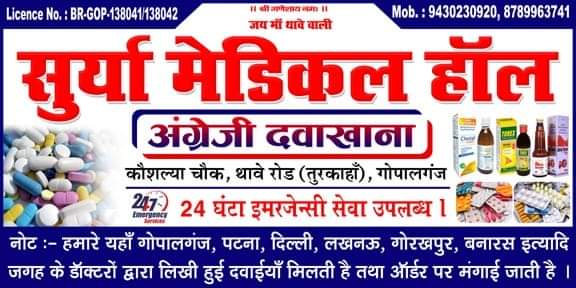 Licence No. : BR-GOP-138041/138042
।। श्री गणेशाय नमः ।।
जय माँ थावे वाली
Mob. : 9430230920, 8789963741
सुर्या मेडिकल हॉल
अंग्रेजी दवाखाना
कौशल्या चौक, थावे रोड (तुरकाहाँ), गोपालगंज
24/7
Emergency
Services
24 घंटा इमरजेन्सी सेवा उपलब्ध।
नोट :– हमारे यहाँ गोपालगंज, पटना, दिल्ली, लखनऊ, गोरखपुर, बनारस इत्यादि
जगह के डॉक्टरों द्वारा लिखी हुई दवाईयाँ मिलती है तथा ऑर्डर पर मंगाई जाती है ।